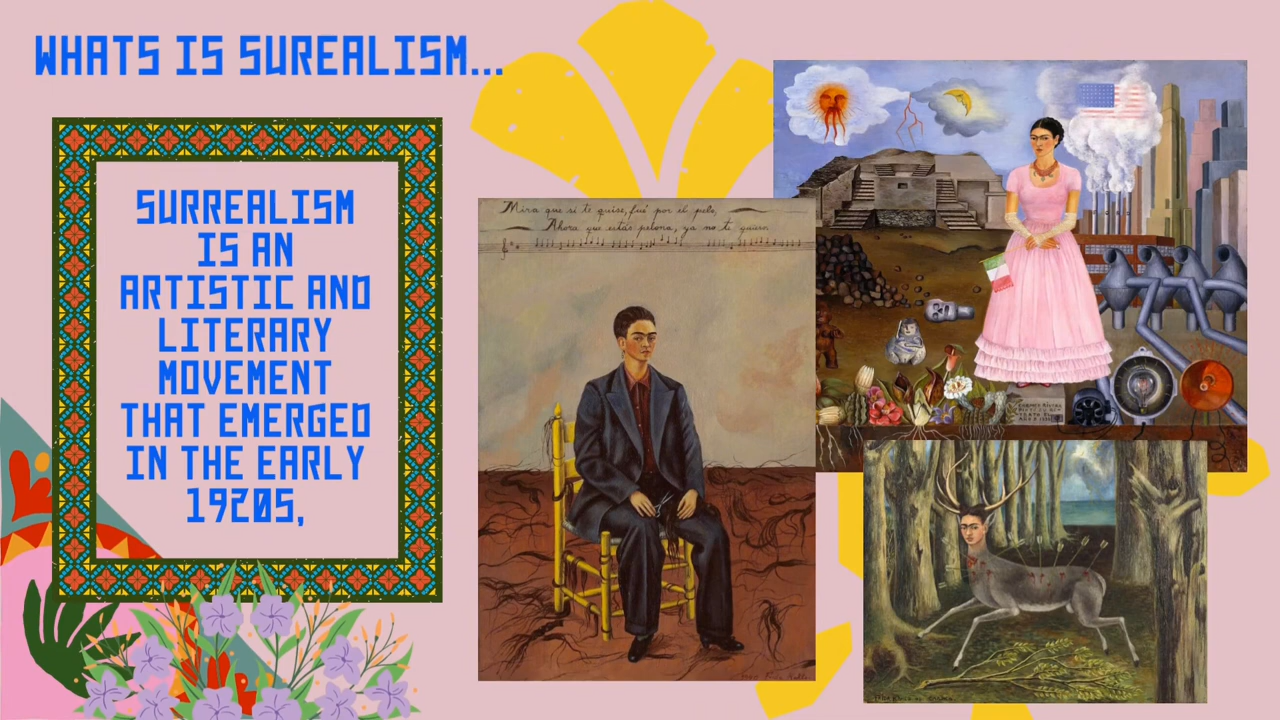 WHATS IS SUREALISM...
SURREALISM
IS AN
ARTISTIC AND
LITERARY
MOVEMENT
THAT EMERGED
IN THE EARLY
1920S,
Mira que si te quise, fué por el pelo,
Ahora que estás pelona, ya no te quiero.